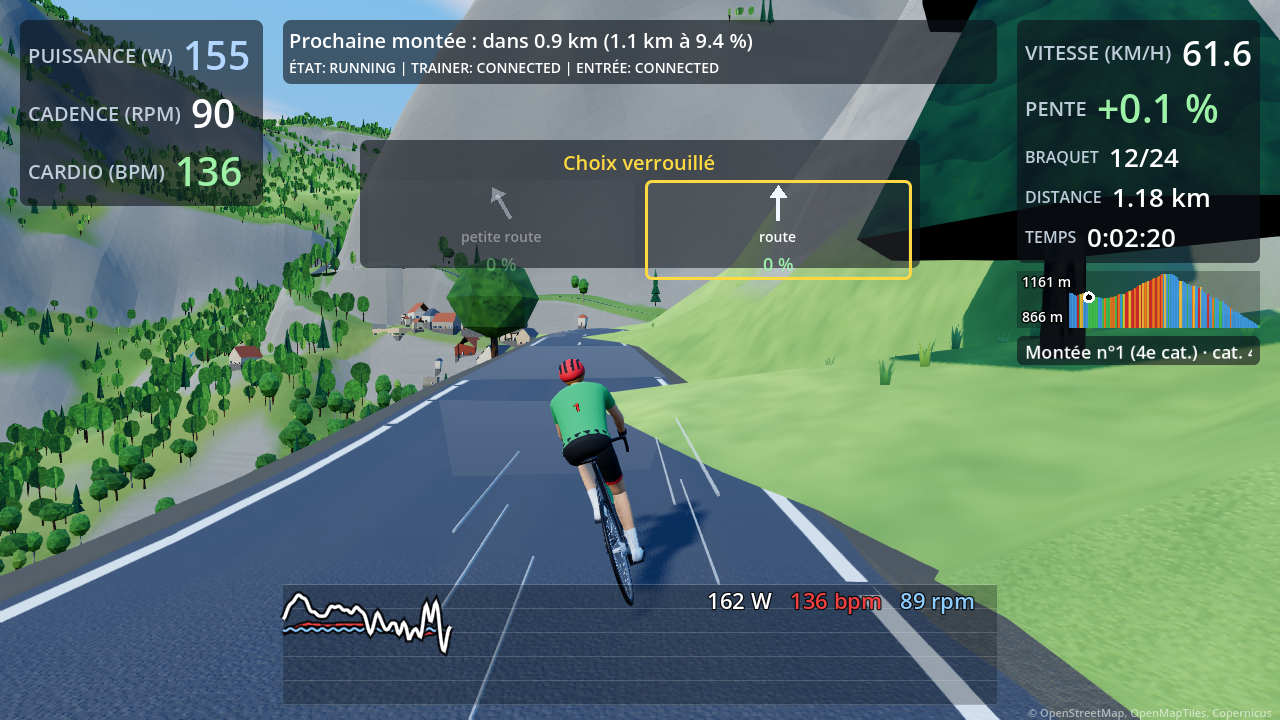 PUISSANCE (W) 155
CADENCE (RPM) 90
CARDIO (BPM) 136
Prochaine montée : dans 0.9 km (1.1 km à 9.4 %)
ÉTAT: RUNNING | TRAINER: CONNECTED | ENTRÉE: CONNECTED
Choix verrouillé
petite route
0 %
route
0 %
VITESSE (KM/H) 61.6
PENTE +0.1 %
BRAQUET 12/24
DISTANCE 1.18 km
TEMPS 0:02:20
1161 m
866 m
Montée n°1 (4e cat.) · cat.
162 W 136 bpm 89 rpm
© OpenStreetMap, OpenMapTiles, Copernicus